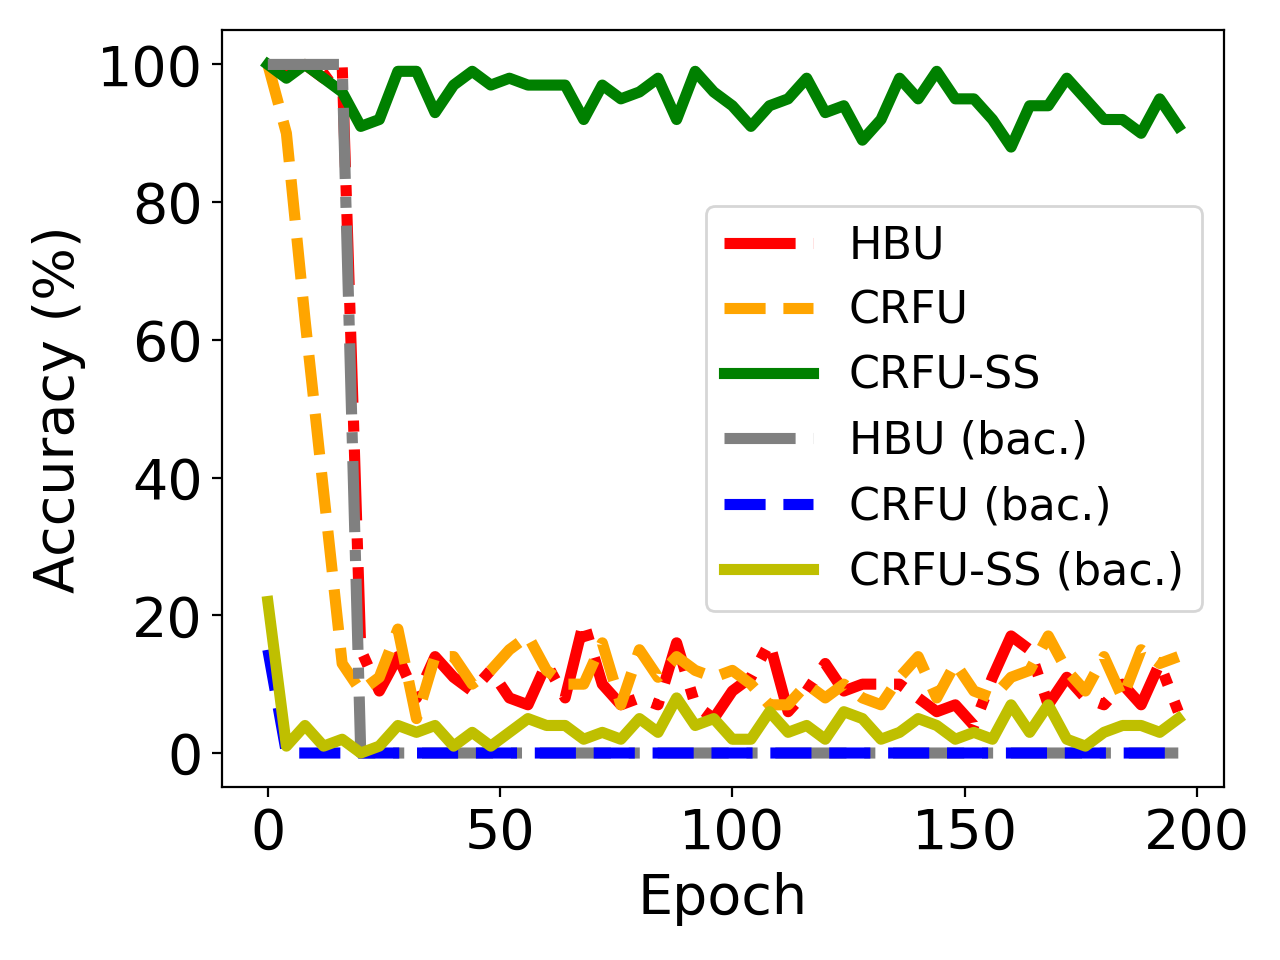 100
80
60
40
20
0
Accuracy (%)
0
50
100
150
200
Epoch
HBU
CRFU
CRFU-SS
HBU (bac.)
CRFU (bac.)
CRFU-SS (bac.)